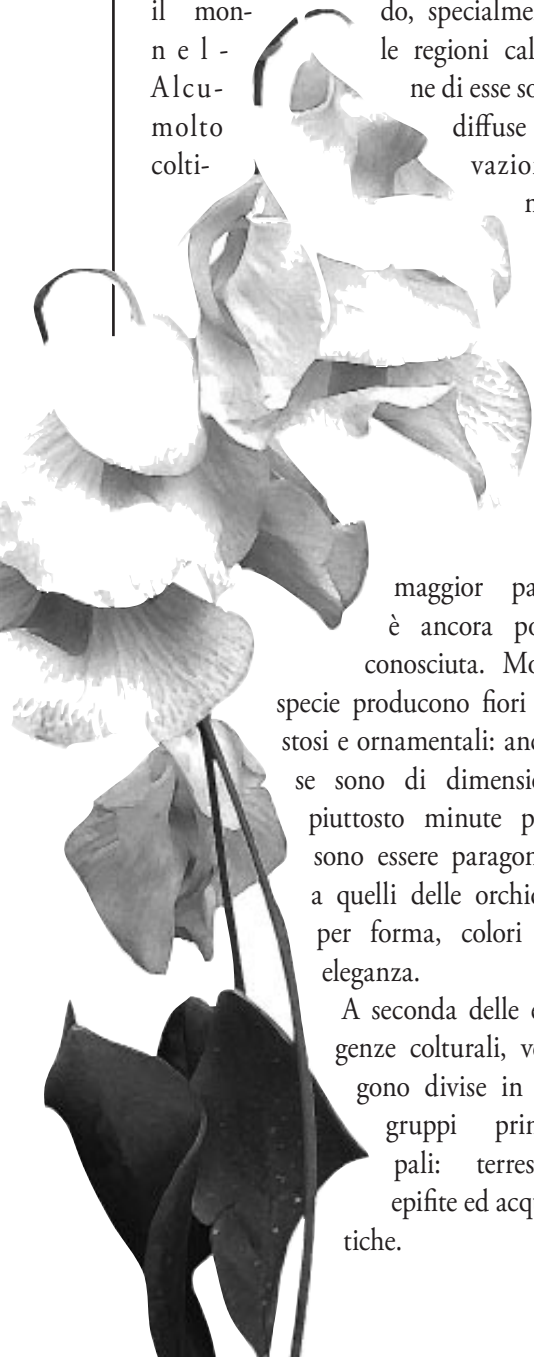 il mon- do, specialme
n e l - le regioni cal
Alcu- ne di esse so
molto diffuse
colti- vazio
maggior pa
è ancora po
conosciuta. Mo
specie producono fiori
stosi e ornamentali: anc
se sono di dimensio
piuttosto minute p
sono essere paragon
a quelli delle orchi
per forma, colori
eleganza.
A seconda delle e
genze colturali, ve
gono divise in
gruppi prin
pali: terres
epifite ed acqu
tiche.